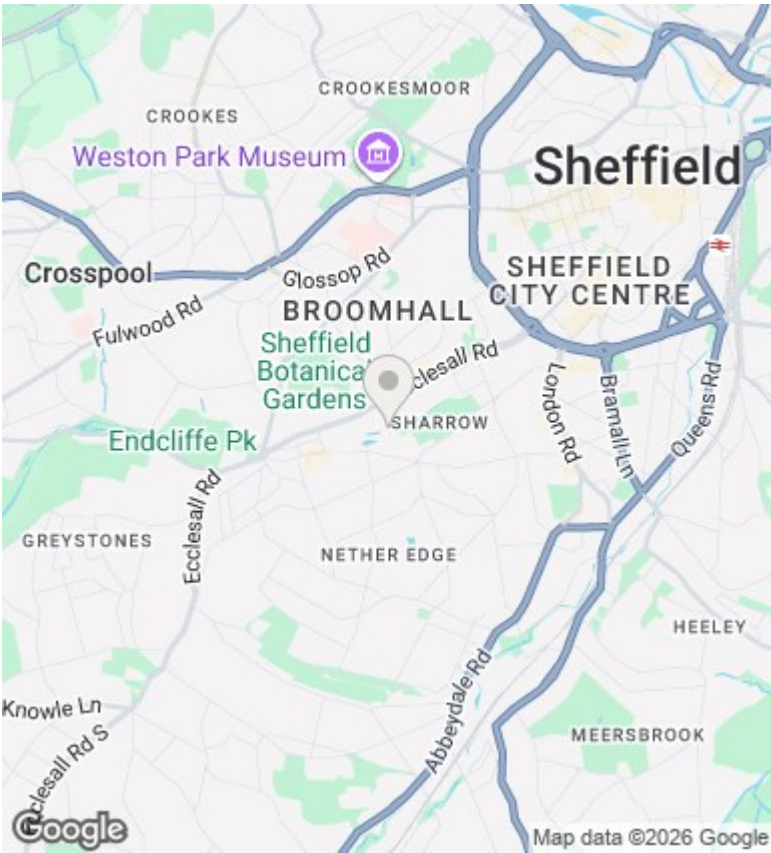 CROOKESMOOR
CROOKES
Weston Park Museum
Sheffield
Crosspool
Glossop Rd
SHEFFIELD
CITY CENTRE
Fulwood Rd
BROOMHALL
Sheffield
Botanical
Gardens
clesall Rd
London Rd
Bramall Ln
Queens Rd
SHARROW
Endcliffe Pk
Ecclesall Rd
GREYSTONES
NETHER EDGE
HEELEY
Abbeydale Rd
Knowle Ln
MEERSBROOK
Ecclesall Rd S
Google
Map data ©2026 Google